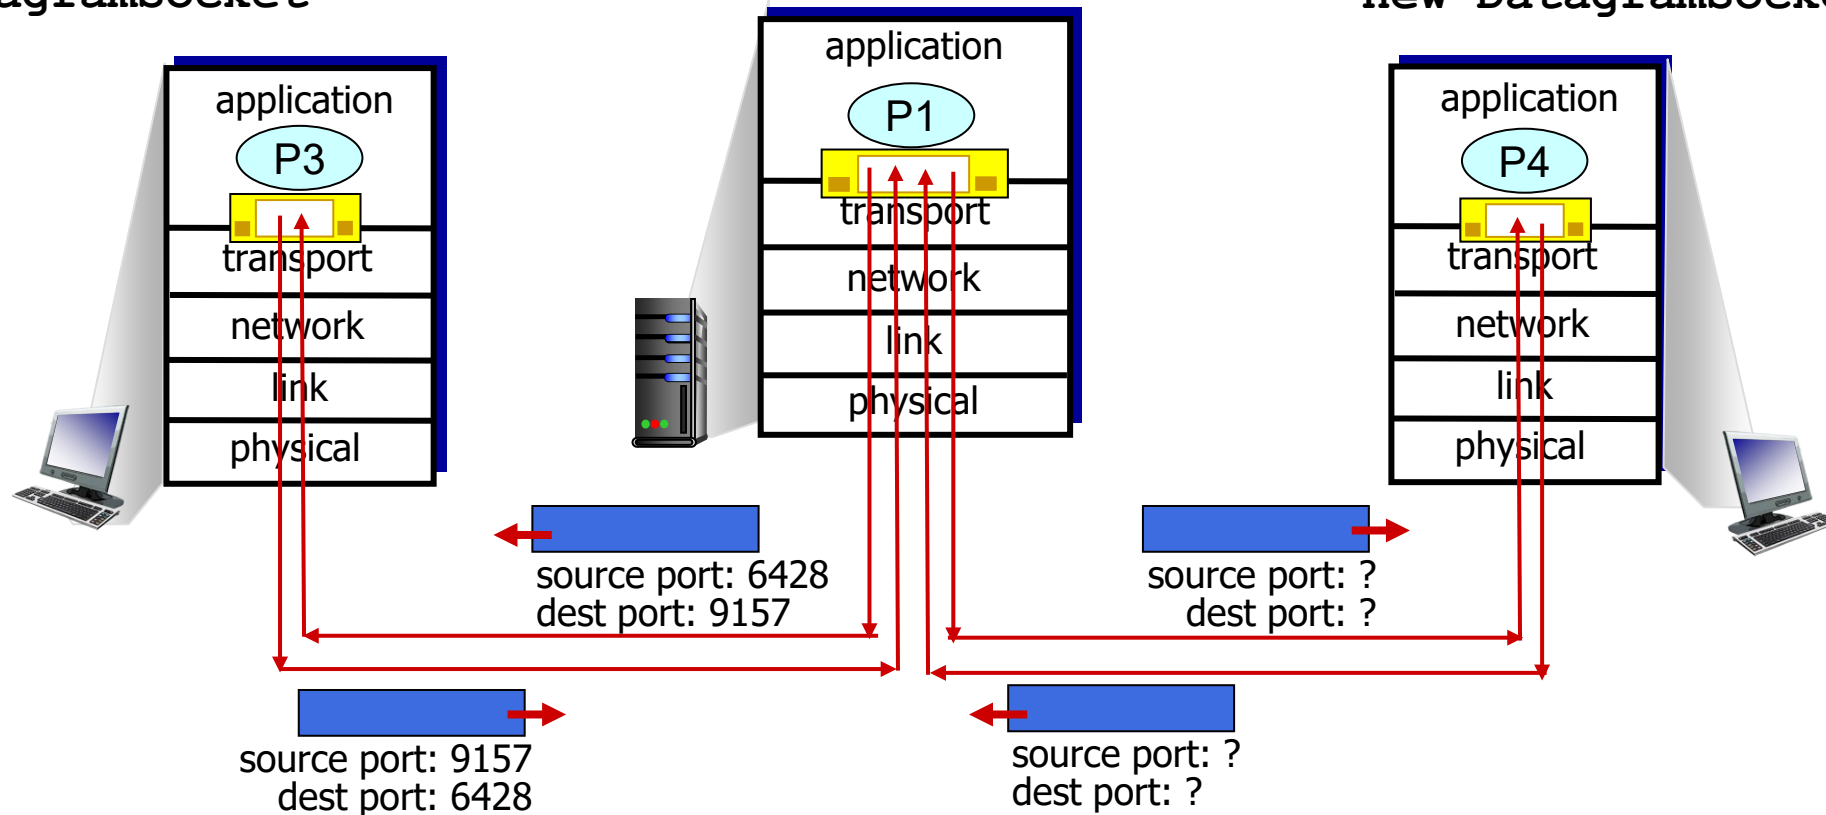 application
P3
transport
network
link
physical
application
P1
transport
network
link
physical
new
application
P4
transport
network
link
physical
source port: 6428
dest port: 9157
source port: ?
dest port: ?
source port: 9157
dest port: 6428
source port: ?
dest port: ?